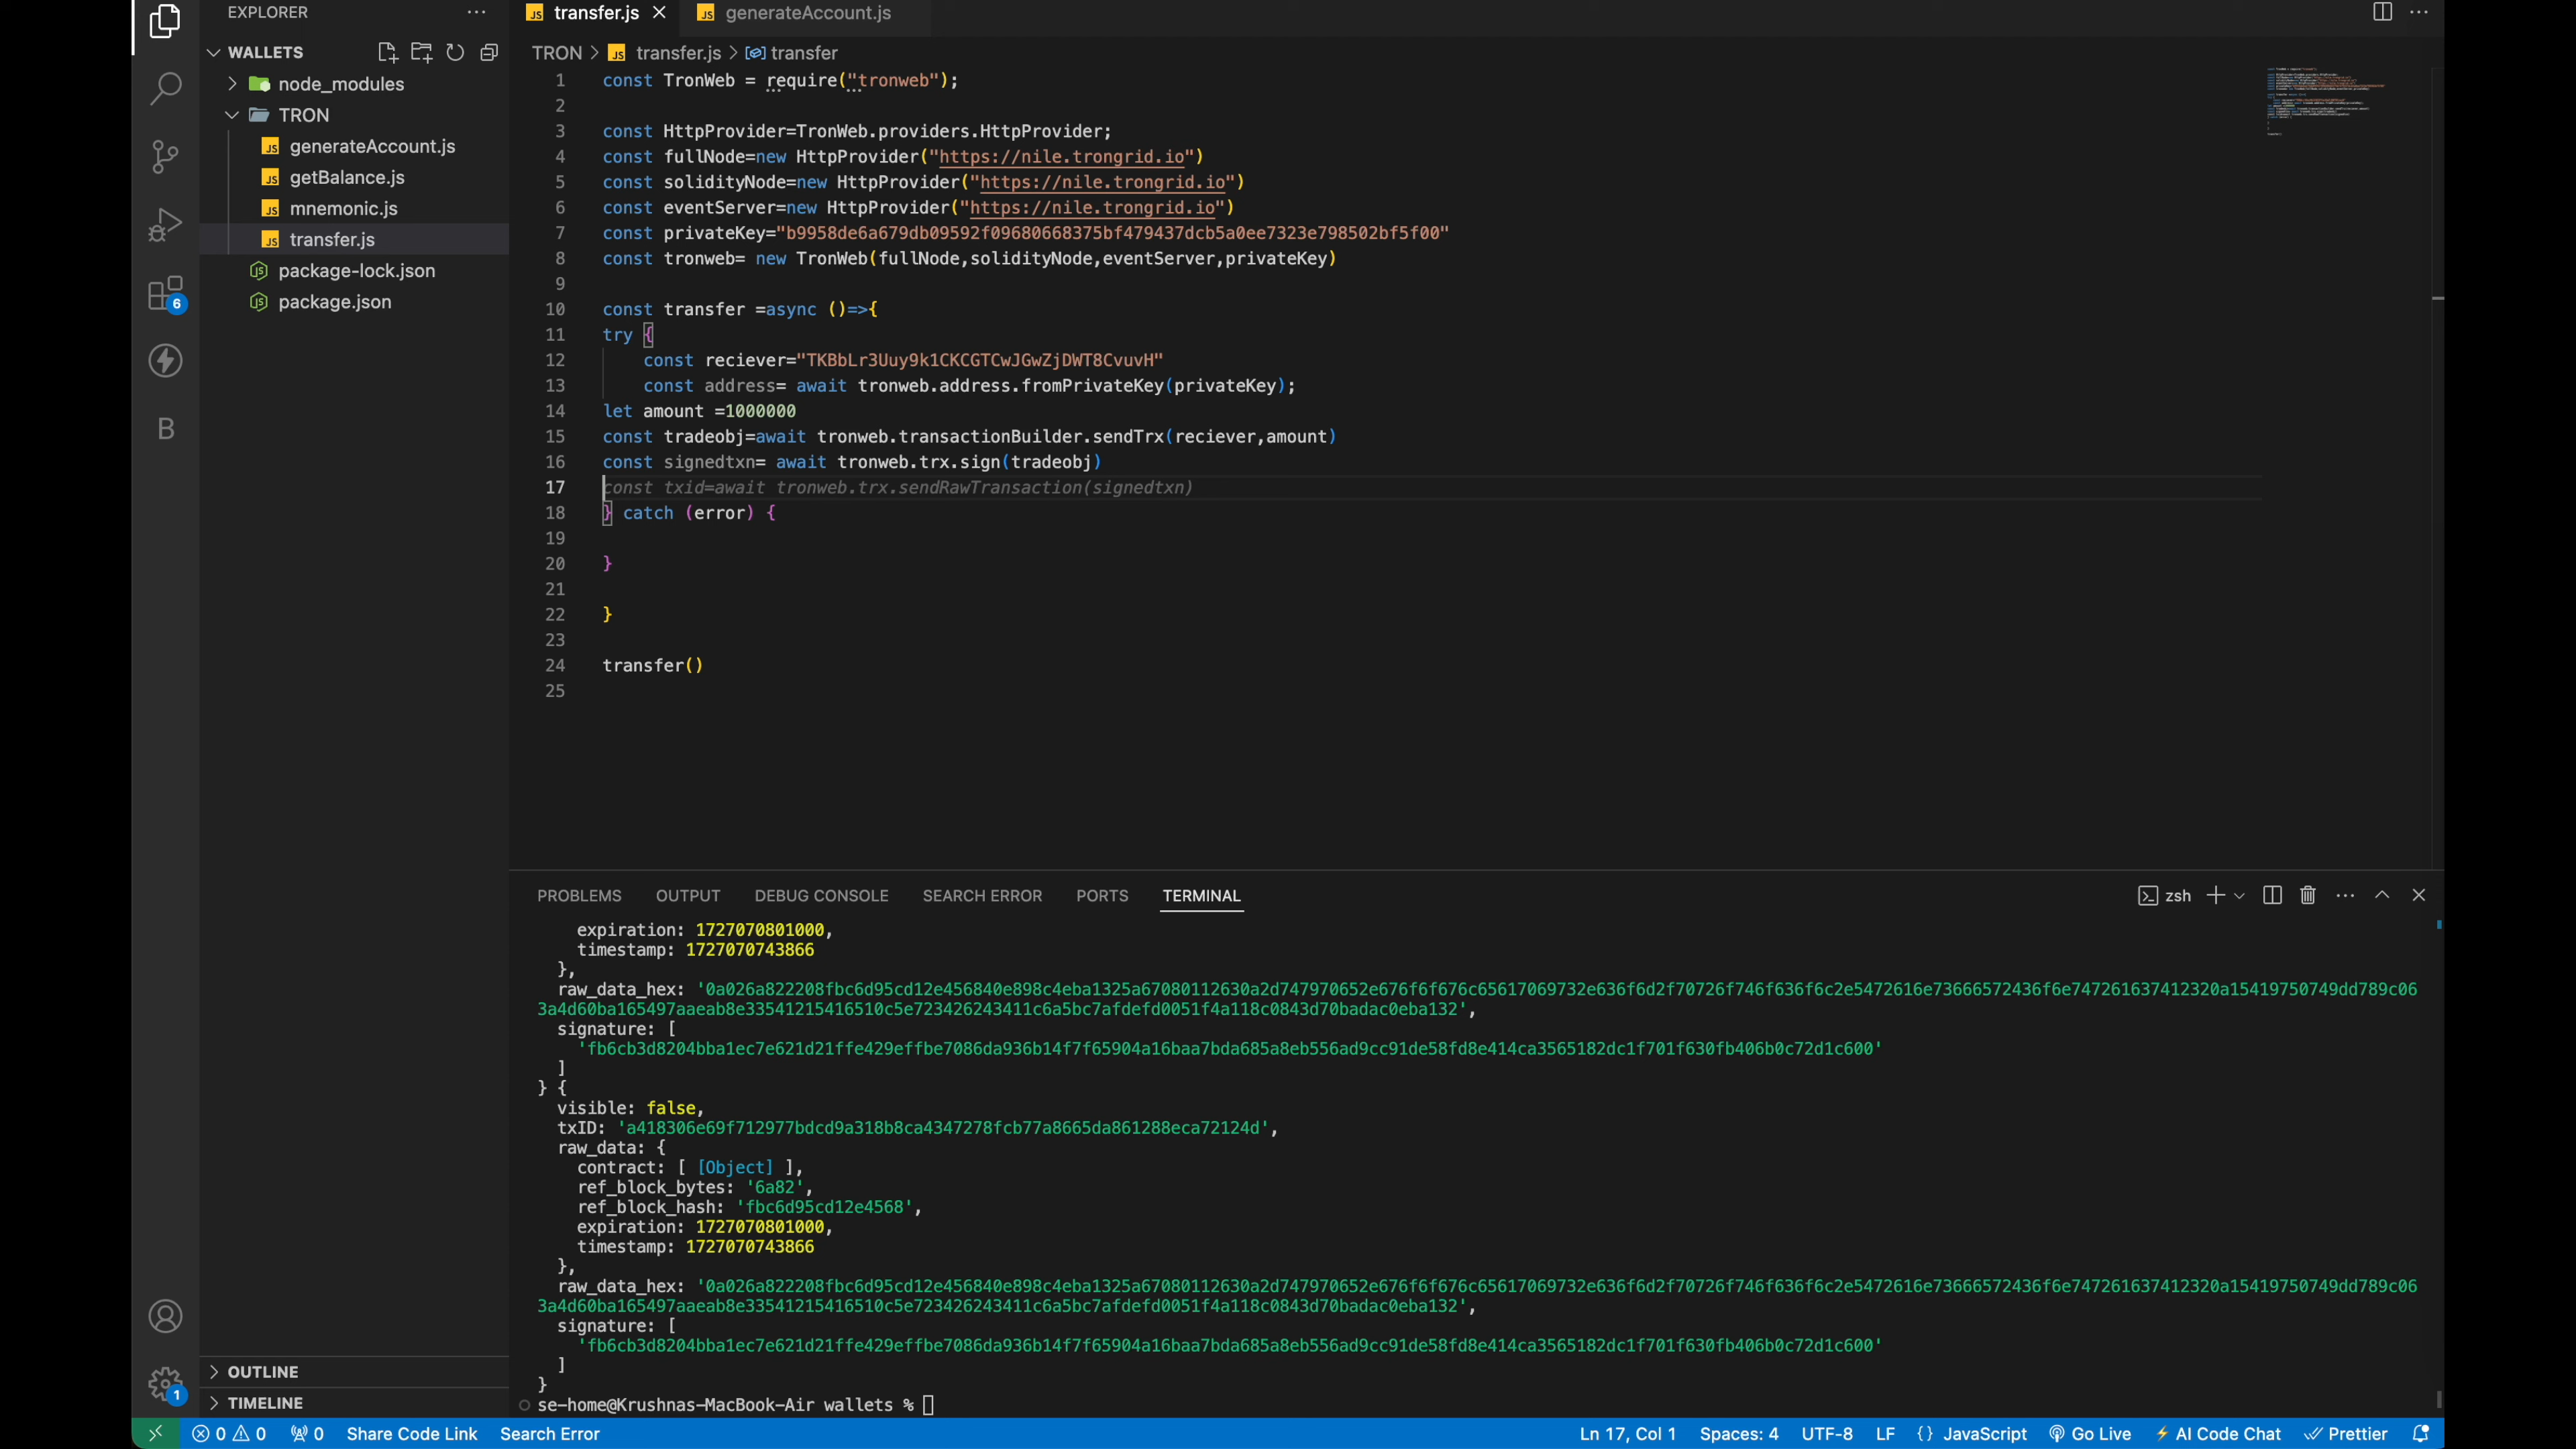 EXPLORER
transfer.js
generateAccount.js
WALLETS
node_modules
TRON
generateAccount.js
getBalance.js
mnemonic.js
transfer.js
package-lock.json
package.json
6
B
TRON > transfer.js > transfer
1 const TronWeb = require("tronweb");
2
3 const HttpProvider=TronWeb.providers.HttpProvider;
4 const fullNode=new HttpProvider("https://nile.trongrid.io")
5 const solidityNode=new HttpProvider("https://nile.trongrid.io")
6 const eventServer=new HttpProvider("https://nile.trongrid.io")
7 const privateKey="b9958de6a679db09592f09680668375bf479437dcb5a0ee7323e798502bf5f00"
8 const tronweb= new TronWeb(fullNode,solidityNode,eventServer,privateKey)
9
10 const transfer =async ()=>{
11 try {
12 const reciever="TKBbLr3Uuy9k1CKCGTCwJGwZjDWT8CvuvH"
13 const address= await tronweb.address.fromPrivateKey(privateKey);
14 let amount =1000000
15 const tradeobj=await tronweb.transactionBuilder.sendTrx(reciever,amount)
16 const signedtxn= await tronweb.trx.sign(tradeobj)
17 const txid=await tronweb.trx.sendRawTransaction(signedtxn)
18 } catch (error) {
19
20 }
21
22 }
23
24 transfer()
25
PROBLEMS OUTPUT DEBUG CONSOLE SEARCH ERROR PORTS TERMINAL
zsh
expiration: 1727070801000,
timestamp: 1727070743866
},
raw_data_hex: '0a026a822208fbc6d95cd12e456840e898c4eba1325a67080112630a2d747970652e676f6f676c65617069732e636f6d2f70726f746f636f6c2e5472616e73666572436f6e747261637412320a15419750749dd789c06
3a4d60ba165497aaeab8e33541215416510c5e723426243411c6a5bc7afdefd0051f4a118c0843d70badac0eba132',
signature: [
'fb6cb3d8204bba1ec7e621d21ffe429effbe7086da936b14f7f65904a16baa7bda685a8eb556ad9cc91de58fd8e414ca3565182dc1f701f630fb406b0c72d1c600'
]
} {
visible: false,
txID: 'a418306e69f712977bdcd9a318b8ca4347278fcb77a8665da861288eca72124d',
raw_data: {
contract: [ [Object] ],
ref_block_bytes: '6a82',
ref_block_hash: 'fbc6d95cd12e4568',
expiration: 1727070801000,
timestamp: 1727070743866
},
raw_data_hex: '0a026a822208fbc6d95cd12e456840e898c4eba1325a67080112630a2d747970652e676f6f676c65617069732e636f6d2f70726f746f636f6c2e5472616e73666572436f6e747261637412320a15419750749dd789c06
3a4d60ba165497aaeab8e33541215416510c5e723426243411c6a5bc7afdefd0051f4a118c0843d70badac0eba132',
signature: [
'fb6cb3d8204bba1ec7e621d21ffe429effbe7086da936b14f7f65904a16baa7bda685a8eb556ad9cc91de58fd8e414ca3565182dc1f701f630fb406b0c72d1c600'
]
}
se-home@Krushnas-MacBook-Air wallets %
1
OUTLINE
TIMELINE
0 0 0 Share Code Link Search Error Ln 17, Col 1 Spaces: 4 UTF-8 LF {} JavaScript Go Live AI Code Chat Prettier